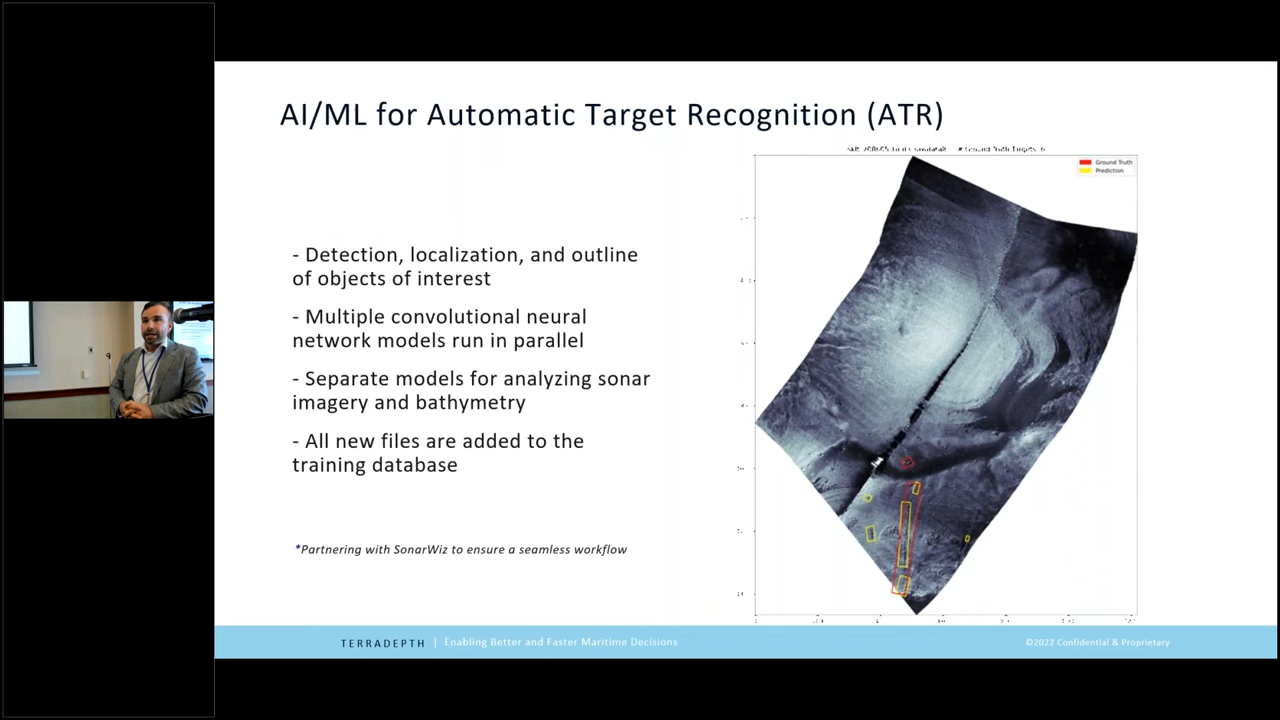 AI/ML for Automatic Target Recognition (ATR)
- Detection, localization, and outline
of objects of interest
- Multiple convolutional neural
network models run in parallel
- Separate models for analyzing sonar
imagery and bathymetry
- All new files are added to the
training database
*Partnering with SonarWiz to ensure a seamless workflow
# Ground Truth Targets
Ground Truth
Prediction
TERRADEPTH | Enabling Better and Faster Maritime Decisions
©2022 Confidential & Proprietary